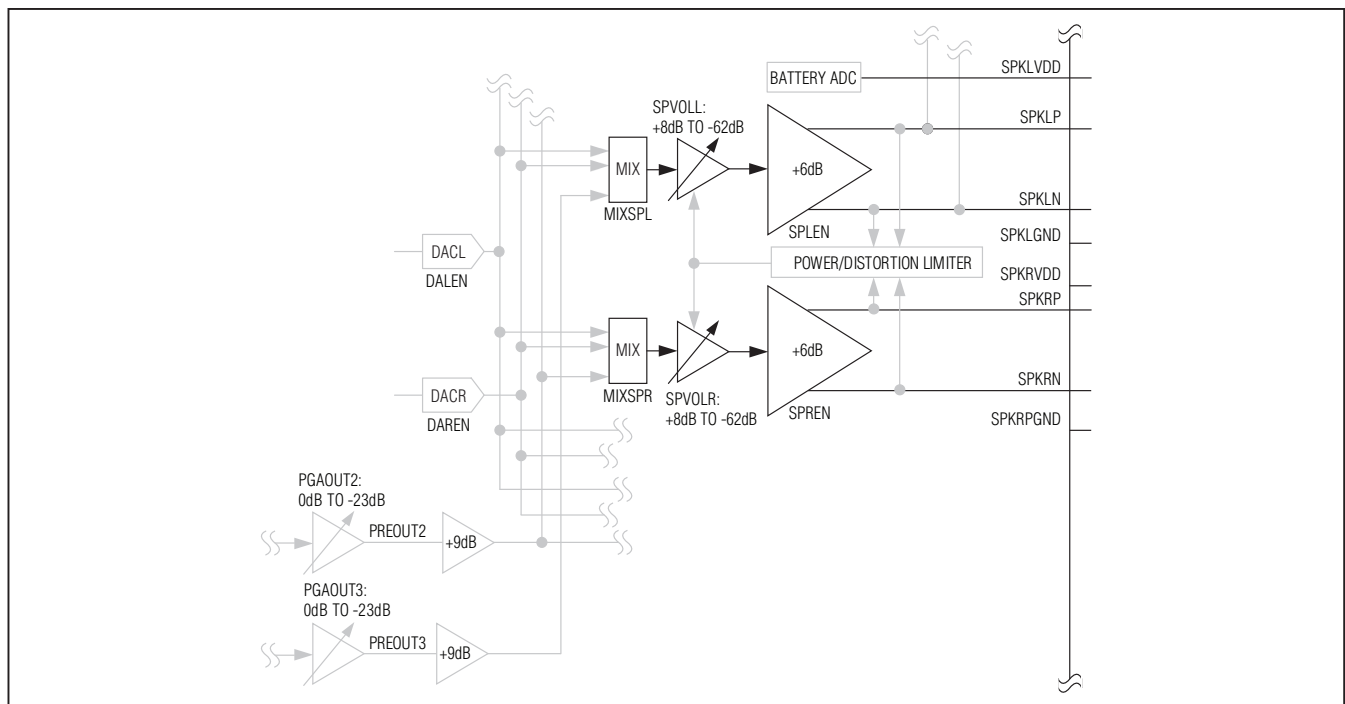 BATTERY ADC
SPKLVDD
SPVOLL:
+8dB TO -62dB
SPKLP
MIX
+6dB
MIXSPL
SPLEN
SPKLN
DACL
DALEN
POWER/DISTORTION LIMITER
SPKLGND
SPKRVDD
SPKRP
MIX
+6dB
MIXSPR
SPVOLR:
+8dB TO -62dB
SPREN
SPKRN
DACR
DAREN
SPKRPGND
PGAOUT2:
0dB TO -23dB
PREOUT2
+9dB
PGAOUT3:
0dB TO -23dB
PREOUT3
+9dB